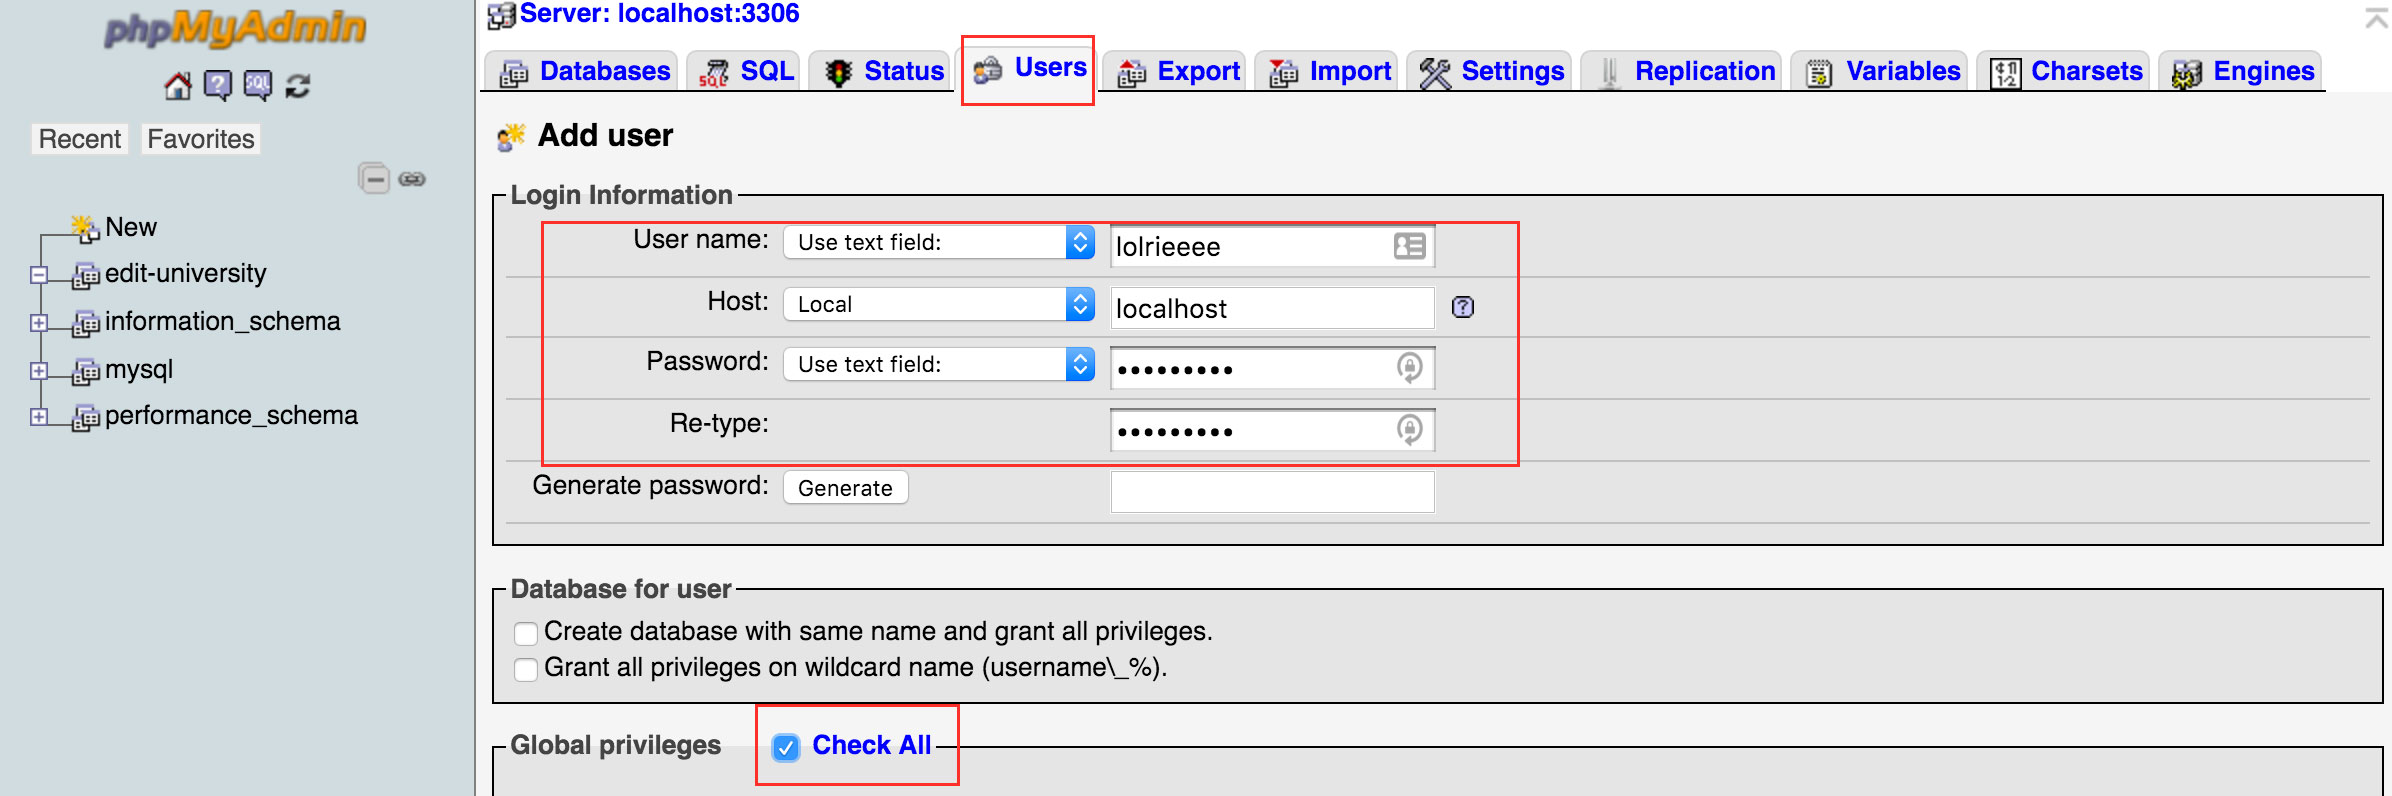 phpMyAdmin
Recent Favorites
New
edit-university
information_schema
mysql
performance_schema
Server: localhost:3306
Databases SQL Status Users Export Import Settings Replication Variables Charsets Engines
Add user
Login Information
User name: Use text field: lolrieeee
Host: Local localhost
Password: Use text field: •••••••••
Re-type: •••••••••
Generate password: Generate
Database for user
Create database with same name and grant all privileges.
Grant all privileges on wildcard name (username\_%).
Global privileges Check All